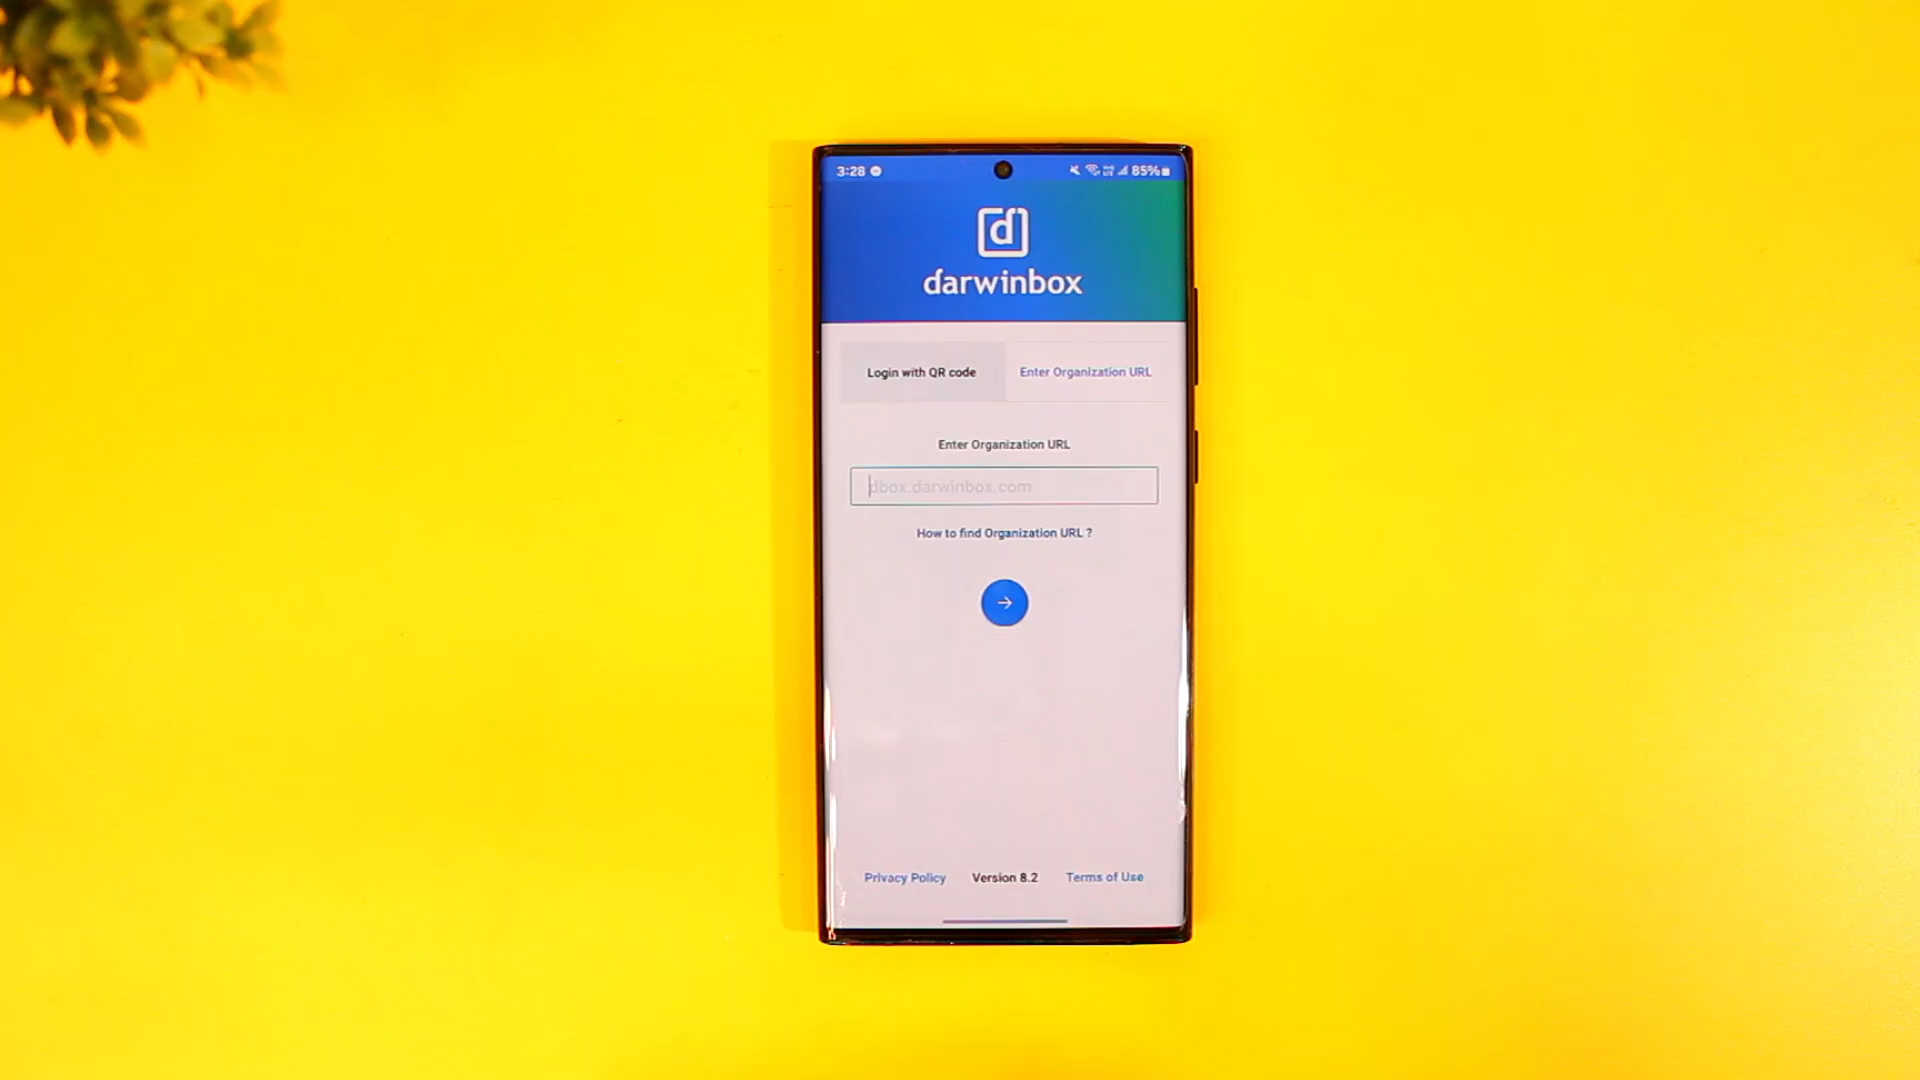 3:28
85%
d
darwinbox
Login with QR code
Enter Organization URL
Enter Organization URL
dbox.darwinbox.com
How to find Organization URL ?
Privacy Policy
Version 8.2
Terms of Use